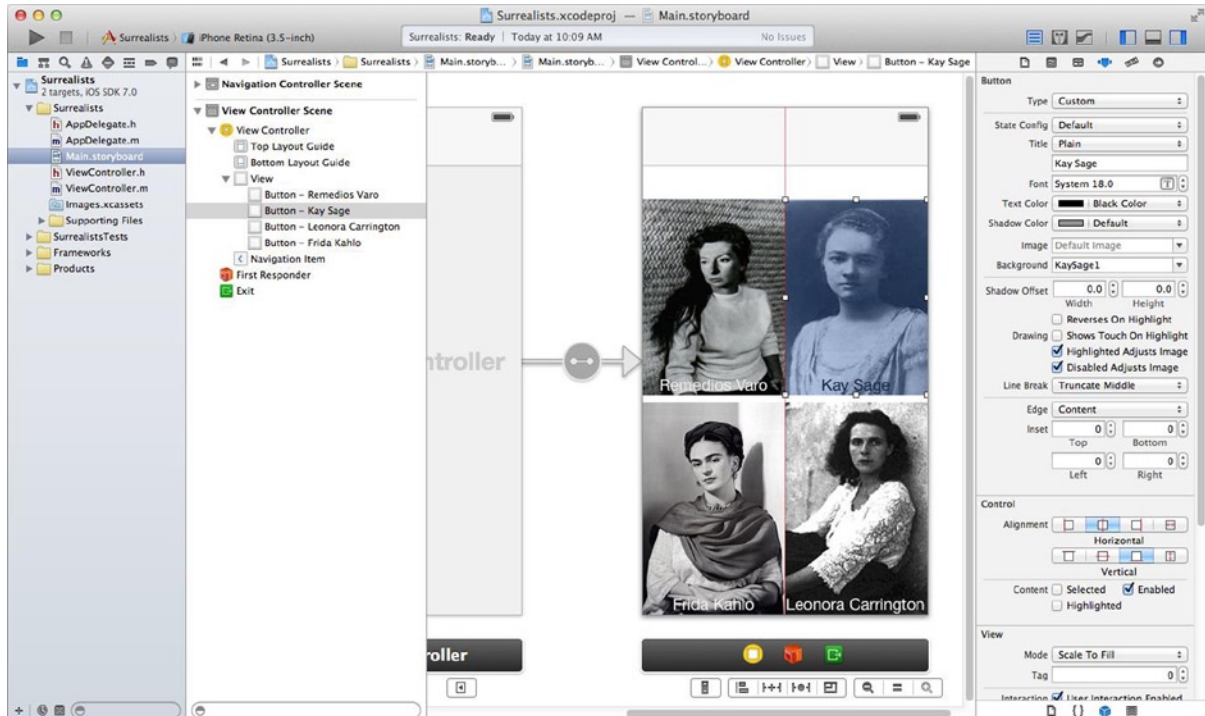 Surrealists.xcodeproj — Main.storyboard
Surrealists
iPhone Retina (3.5-inch)
Surrealists: Ready | Today at 10:09 AM
No Issues
Surrealists
Surrealists
Main.storyb...
Main.storyb...
View Control...
View Controller
View
Button – Kay Sage
Surrealists
2 targets, iOS SDK 7.0
Surrealists
AppDelegate.h
AppDelegate.m
Main.storyboard
ViewController.h
ViewController.m
Images.xcassets
Supporting Files
SurrealistsTests
Frameworks
Products
Navigation Controller Scene
View Controller Scene
View Controller
Top Layout Guide
Bottom Layout Guide
View
Button – Remedios Varo
Button – Kay Sage
Button – Leonora Carrington
Button – Frida Kahlo
Navigation Item
First Responder
Exit
ntroller
roller
Remedios Varo
Kay Sage
Frida Kahlo
Leonora Carrington
Button
Type Custom
State Config Default
Title Plain
Kay Sage
Font System 18.0
Text Color Black Color
Shadow Color Default
Image Default Image
Background KaySage1
Shadow Offset 0.0 0.0
Width Height
Reverses On Highlight
Drawing Shows Touch On Highlight
Highlighted Adjusts Image
Disabled Adjusts Image
Line Break Truncate Middle
Edge Content
Inset 0 0
Top Bottom
0 0
Left Right
Control
Alignment
Horizontal
Vertical
Content Selected Enabled
Highlighted
View
Mode Scale To Fill
Tag 0
Interaction User Interaction Enabled